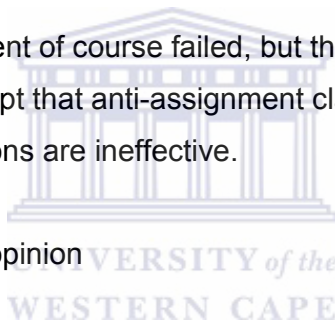 ent of course failed, but th
pt that anti-assignment cl
ons are ineffective.
opinion
UNIVERSITY of the
WESTERN CAPE